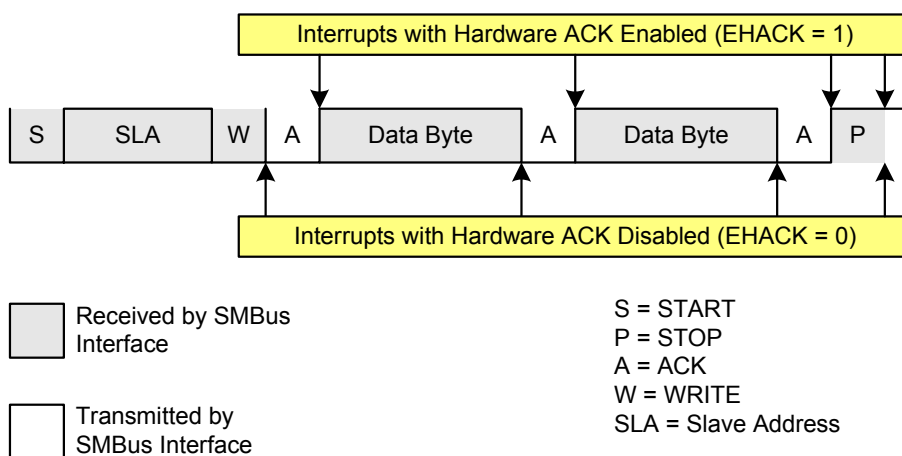 Interrupts with Hardware ACK Enabled (EHACK = 1)
S SLA W A Data Byte A Data Byte A P
Interrupts with Hardware ACK Disabled (EHACK = 0)
Received by SMBus
Interface
Transmitted by
SMBus Interface
S = START
P = STOP
A = ACK
W = WRITE
SLA = Slave Address